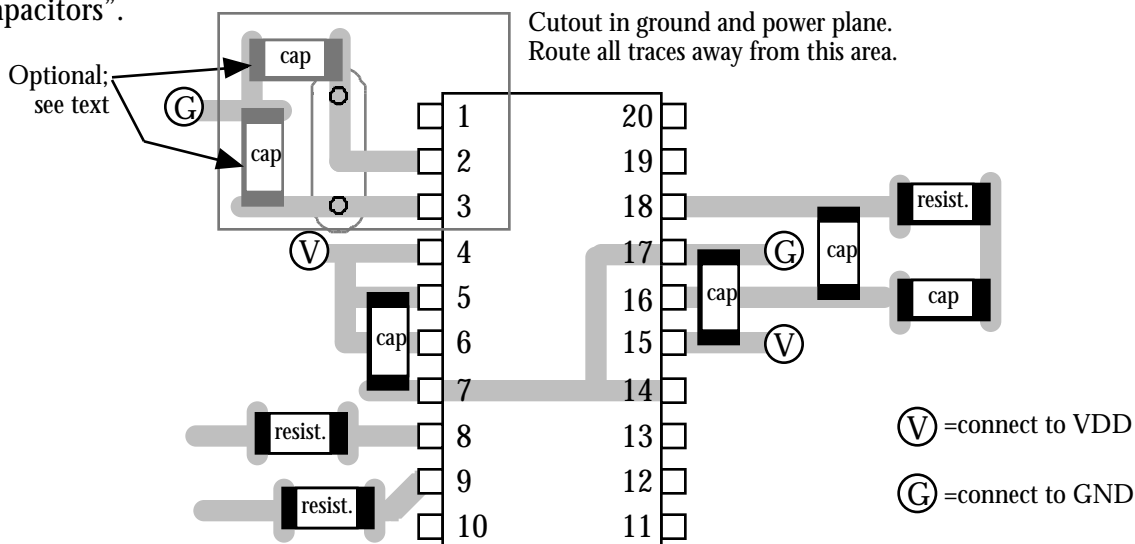 pacitors”.
Cutout in ground and power plane.
Route all traces away from this area.
Optional;
see text
cap
G
cap
1
2
3
4
5
6
7
8
9
10
20
19
18
17
16
15
14
13
12
11
V
cap
resist.
resist.
G
cap
cap
V
resist.
cap
V =connect to VDD
G =connect to GND